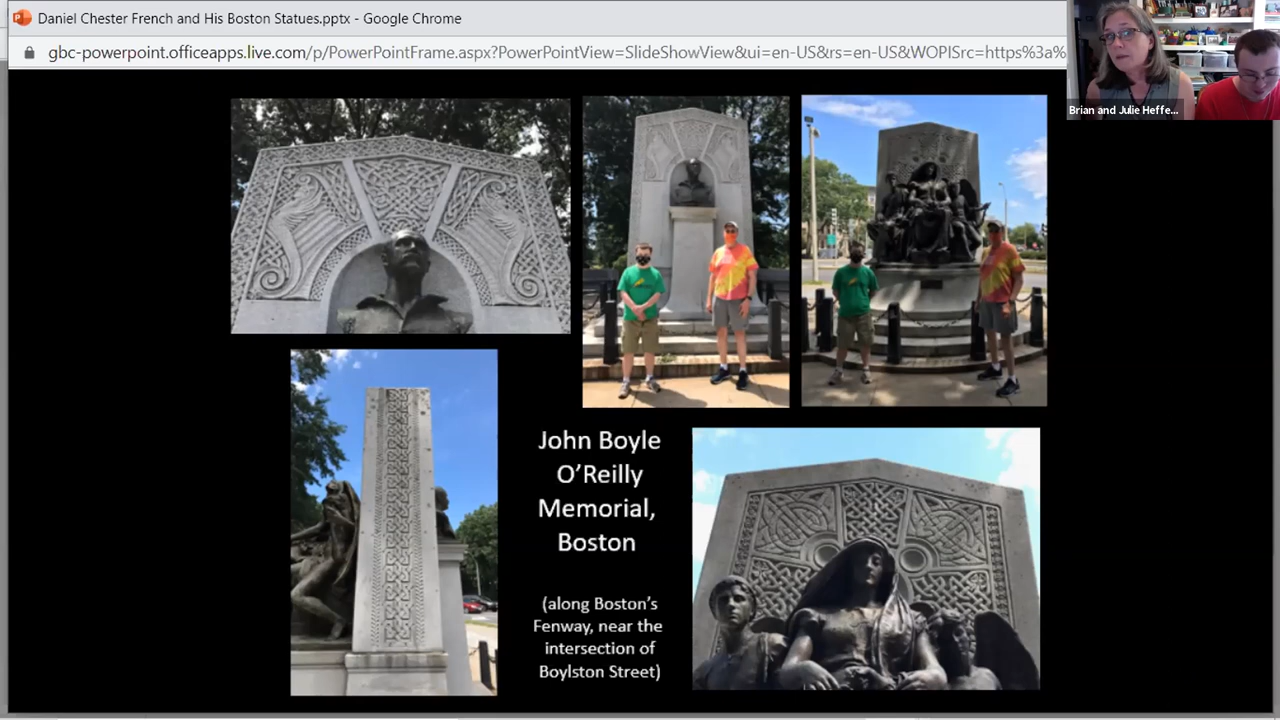 Daniel Chester French and His Boston Statues.pptx - Google Chrome
gbc-powerpoint.officeapps.live.com/p/PowerPointFrame.aspx?PowerPointView=SlideShowView&ui=en-US&rs=en-US&WOPISrc=https%3a%
Brian and Julie Heffe...
John Boyle
O'Reilly
Memorial,
Boston
(along Boston's
Fenway, near the
intersection of
Boylston Street)